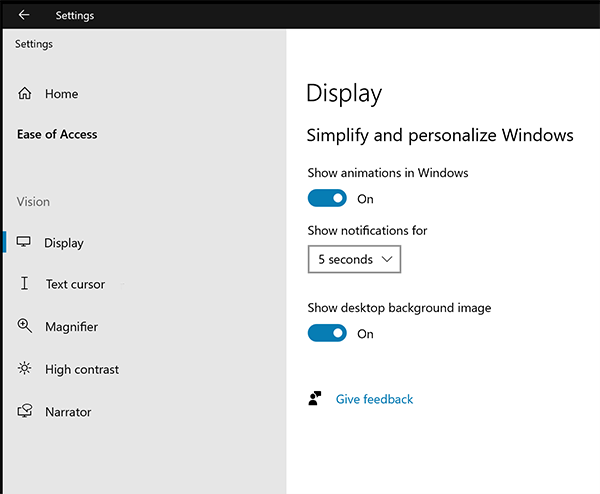 Settings
Settings
Home
Ease of Access
Vision
Display
Text cursor
Magnifier
High contrast
Narrator
Display
Simplify and personalize Windows
Show animations in Windows
On
Show notifications for
5 seconds
Show desktop background image
On
Give feedback